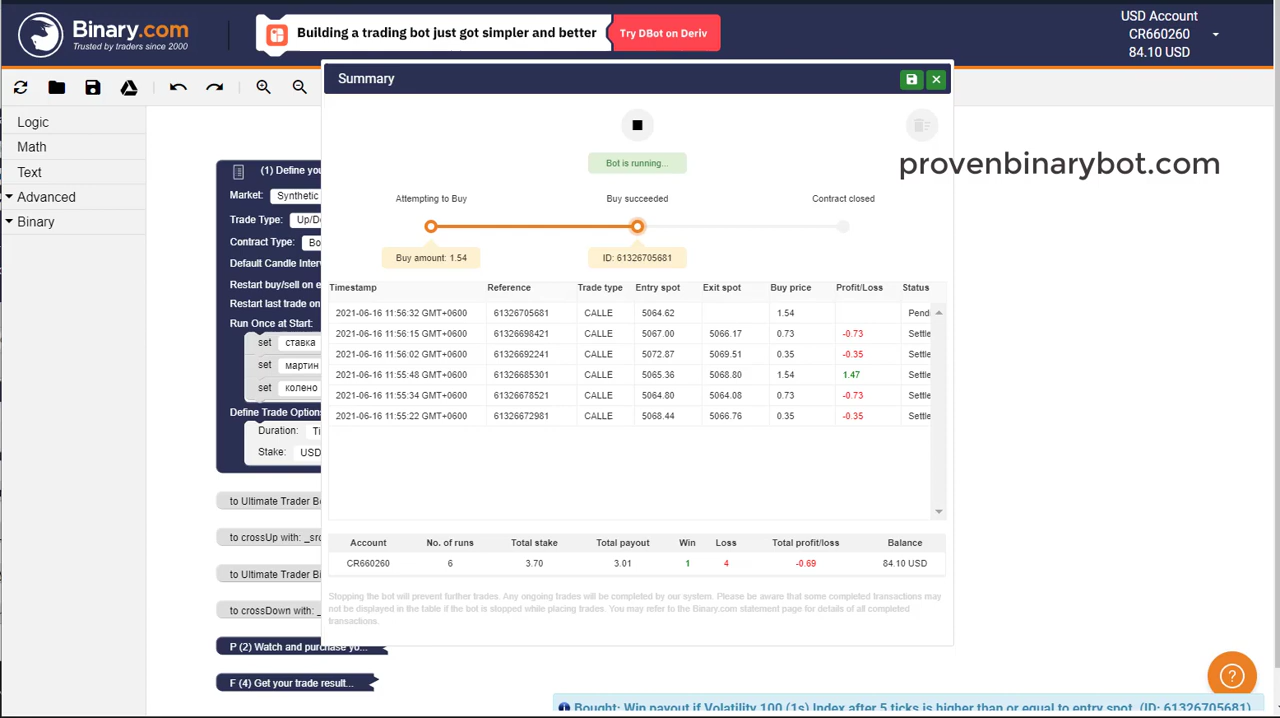 Binary.com
Trusted by traders since 2000
Building a trading bot just got simpler and better
Try DBot on Deriv
USD Account
CR660260
84.10 USD
Summary
Logic
Math
Text
Advanced
Binary
Bot is running...
provenbinarybot.com
Attempting to Buy Buy succeeded Contract closed
Buy amount: 1.54 ID: 61326705681
(1) Define you
Market: Synthetic
Trade Type: Up/Do
Contract Type: Bo
Default Candle Interv
Restart buy/sell on e
Restart last trade on
Run Once at Start:
set ставка
set мартин
set колено
Define Trade Options
Duration: Ti
Stake: USD
Timestamp Reference Trade type Entry spot Exit spot Buy price Profit/Loss Status
2021-06-16 11:56:32 GMT+0600 61326705681 CALLE 5064.62 1.54 Pend
2021-06-16 11:56:15 GMT+0600 61326698421 CALLE 5067.00 5066.17 0.73 -0.73 Settle
2021-06-16 11:56:02 GMT+0600 61326692241 CALLE 5072.87 5069.51 0.35 -0.35 Settle
2021-06-16 11:55:48 GMT+0600 61326685301 CALLE 5065.36 5068.80 1.54 1.47 Settle
2021-06-16 11:55:34 GMT+0600 61326678521 CALLE 5064.80 5064.08 0.73 -0.73 Settle
2021-06-16 11:55:22 GMT+0600 61326672981 CALLE 5068.44 5066.76 0.35 -0.35 Settle
to Ultimate Trader Bo
to crossUp with: _src
to Ultimate Trader Bi
to crossDown with: _
P (2) Watch and purchase yo...
F (4) Get your trade result...
Account No. of runs Total stake Total payout Win Loss Total profit/loss Balance
CR660260 6 3.70 3.01 1 4 -0.69 84.10 USD
Stopping the bot will prevent further trades. Any ongoing trades will be completed by our system. Please be aware that some completed transactions may
not be displayed in the table if the bot is stopped while placing trades. You may refer to the Binary.com statement page for details of all completed
transactions.
Bought: Win payout if Volatility 100 (1s) Index after 5 ticks is higher than or equal to entry spot. (ID: 61326705681)